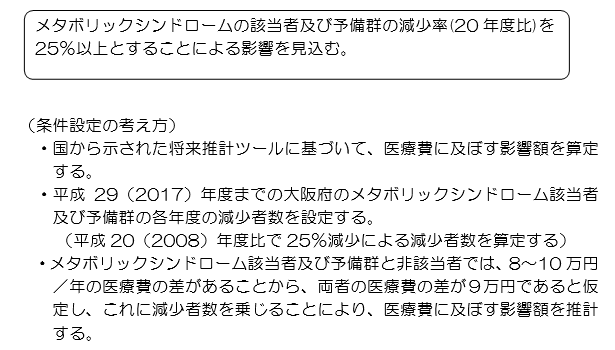 メタボリックシンドロームの該当者及び予備群の減少率(20 年度比)を
25％以上とすることによる影響を見込む。
（条件設定の考え方）
・国から示された将来推計ツールに基づいて、医療費に及ぼす影響額を算定
する。
・平成 29（2017）年度までの大阪府のメタボリックシンドローム該当者
及び予備群の各年度の減少者数を設定する。
（平成 20（2008）年度比で 25％減少による減少者数を算定する）
・メタボリックシンドローム該当者及び予備群と非該当者では、8～10 万円
／年の医療費の差があることから、両者の医療費の差が９万円であると仮
定し、これに減少者数を乗じることにより、医療費に及ぼす影響額を推計
する。